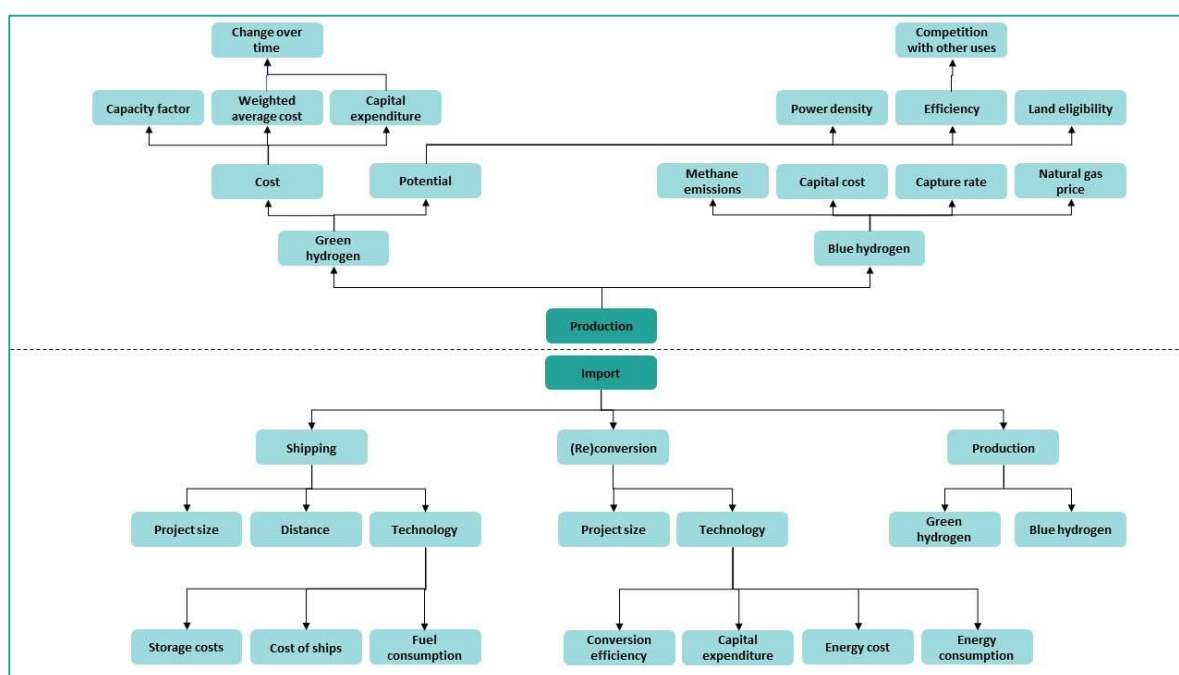 Change over
time
Competition
with other uses
Capacity factor
Weighted
average cost
Capital
expenditure
Power density
Efficiency
Land eligibility
Cost
Potential
Methane
emissions
Capital cost
Capture rate
Natural gas
price
Green
hydrogen
Blue hydrogen
Production
Import
Shipping
(Re)conversion
Production
Project size
Distance
Technology
Project size
Technology
Green
hydrogen
Blue hydrogen
Storage costs
Cost of ships
Fuel
consumption
Conversion
efficiency
Capital
expenditure
Energy cost
Energy
consumption